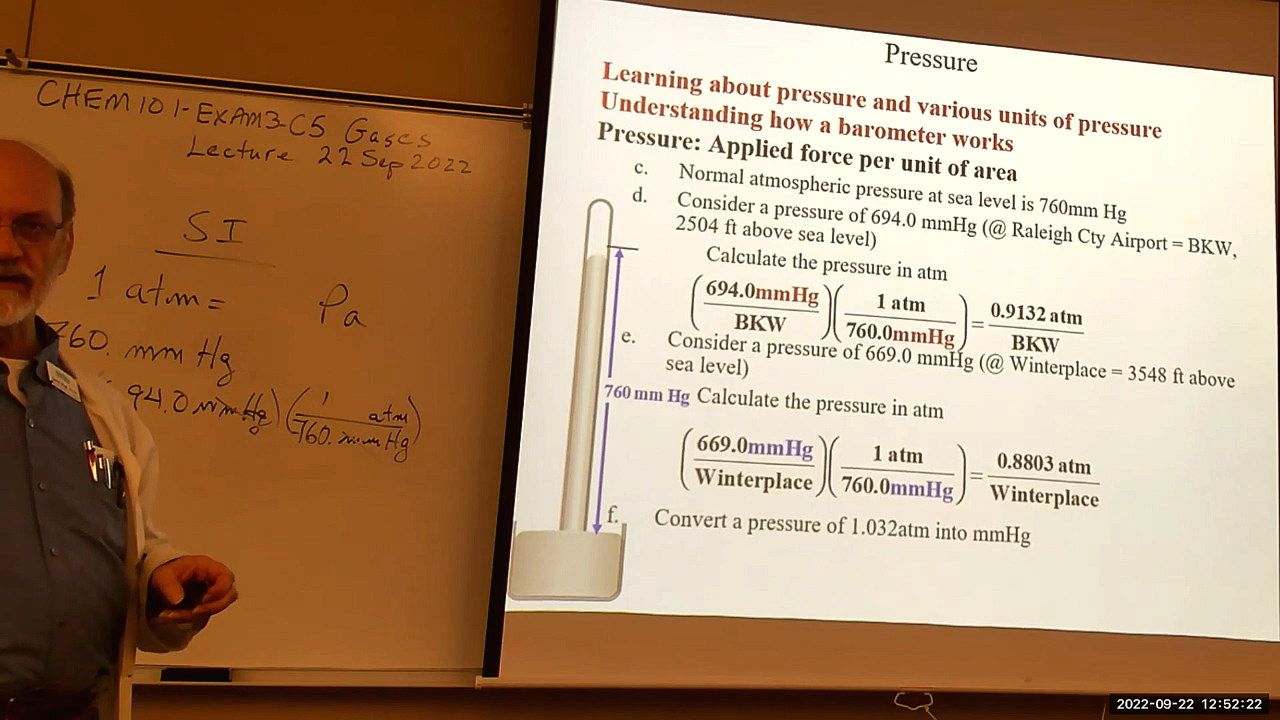 CHEM 101-EXAM3-C5 Gases
Lecture 22 Sep 2022
SI
1 atm = Pa
760. mm Hg
94.0 mmHg) (1 atm
760. mmHg)
Pressure
Learning about pressure and various units of pressure
Understanding how a barometer works
Pressure: Applied force per unit of area
c. Normal atmospheric pressure at sea level is 760mm Hg
d. Consider a pressure of 694.0 mmHg (@ Raleigh Cty Airport = BKW,
2504 ft above sea level)
Calculate the pressure in atm
(694.0mmHg / BKW)(1 atm / 760.0mmHg) = 0.9132 atm / BKW
e. Consider a pressure of 669.0 mmHg (@ Winterplace = 3548 ft above
sea level)
760 mm Hg
Calculate the pressure in atm
(669.0mmHg / Winterplace)(1 atm / 760.0mmHg) = 0.8803 atm / Winterplace
f. Convert a pressure of 1.032atm into mmHg
2022-09-22 12:52:22